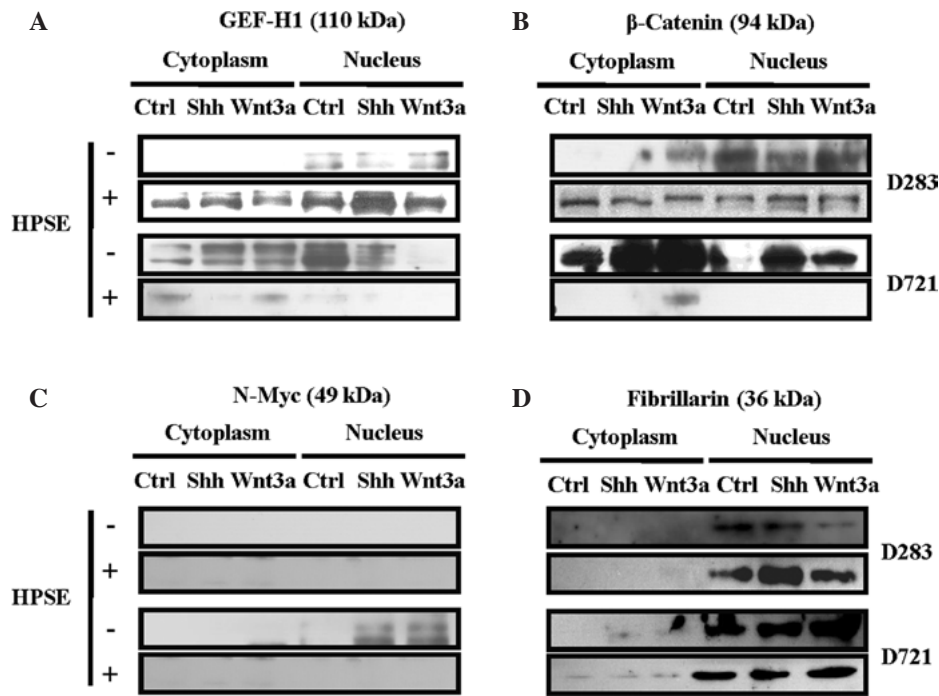 A
GEF-H1 (110 kDa)
Cytoplasm Nucleus
Ctrl Shh Wnt3a Ctrl Shh Wnt3a
HPSE
-
+
-
+
B
β-Catenin (94 kDa)
Cytoplasm Nucleus
Ctrl Shh Wnt3a Ctrl Shh Wnt3a
D283
D721
C
N-Myc (49 kDa)
Cytoplasm Nucleus
Ctrl Shh Wnt3a Ctrl Shh Wnt3a
HPSE
-
+
-
+
D
Fibrillarin (36 kDa)
Cytoplasm Nucleus
Ctrl Shh Wnt3a Ctrl Shh Wnt3a
D283
D721